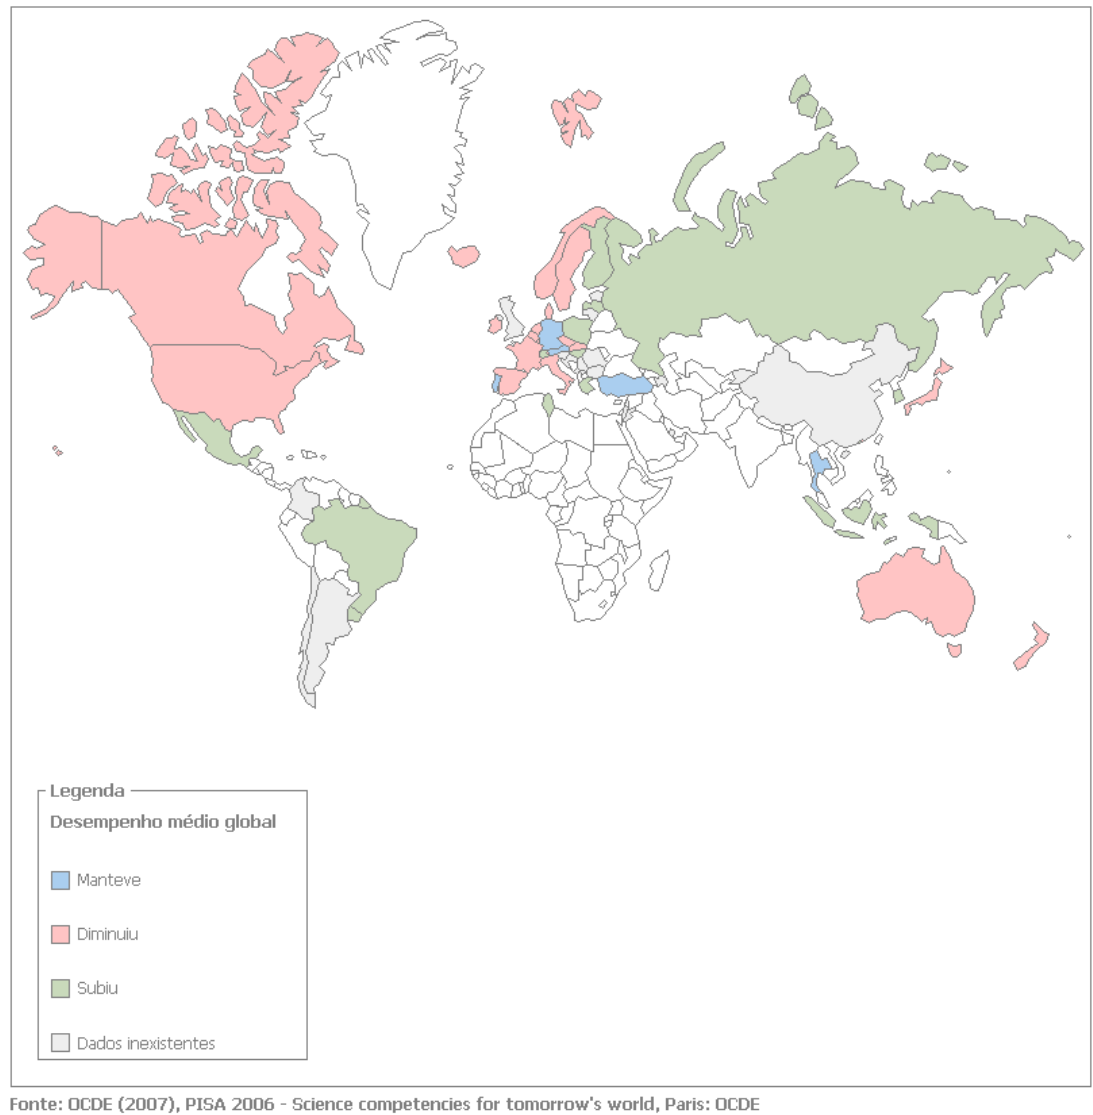 Legenda
Desempenho médio global
Manteve
Diminuiu
Subiu
Dados inexistentes
Fonte: OCDE (2007), PISA 2006 - Science competencies for tomorrow's world, Paris: OCDE